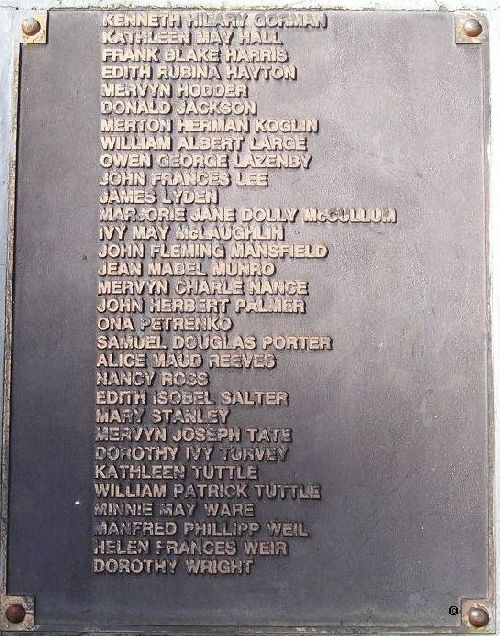 KENNETH HILARY GORMAN
KATHLEEN MAY HALL
FRANK BLAKE HARRIS
EDITH RUBINA HAYTON
MERVYN HODDER
DONALD JACKSON
MERTON HERMAN KOGLIN
WILLIAM ALBERT LARGE
OWEN GEORGE LAZENBY
JOHN FRANCES LEE
JAMES LYDEN
MARJORIE JANE DOLLY McCULLUM
IVY MAY McLAUGHLIN
JOHN FLEMING MANSFIELD
JEAN MABEL MUNRO
MERVYN CHARLE NANCE
JOHN HERBERT PALMER
ONA PETRENKO
SAMUEL DOUGLAS PORTER
ALICE MAUD REEVES
NANCY ROSS
EDITH ISOBEL SALTER
MARY STANLEY
MERVYN JOSEPH TATE
DOROTHY IVY TURVEY
KATHLEEN TUTTLE
WILLIAM PATRICK TUTTLE
MINNIE MAY WARE
MANFRED PHILLIPP WEIL
HELEN FRANCES WEIR
DOROTHY WRIGHT